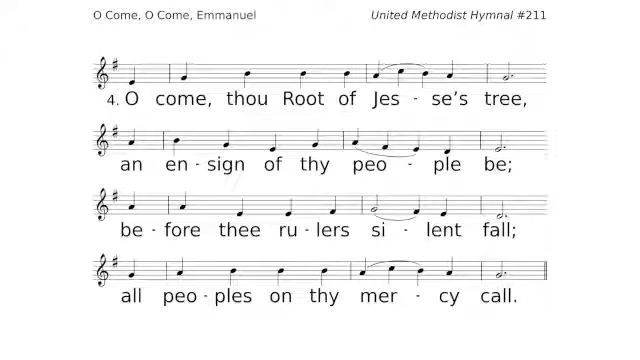 O Come, O Come, Emmanuel United Methodist Hymnal #211
4. O come, thou Root of Jes - se's tree,
an en - sign of thy peo - ple be;
be - fore thee ru - lers si - lent fall;
all peo - ples on thy mer - cy call.